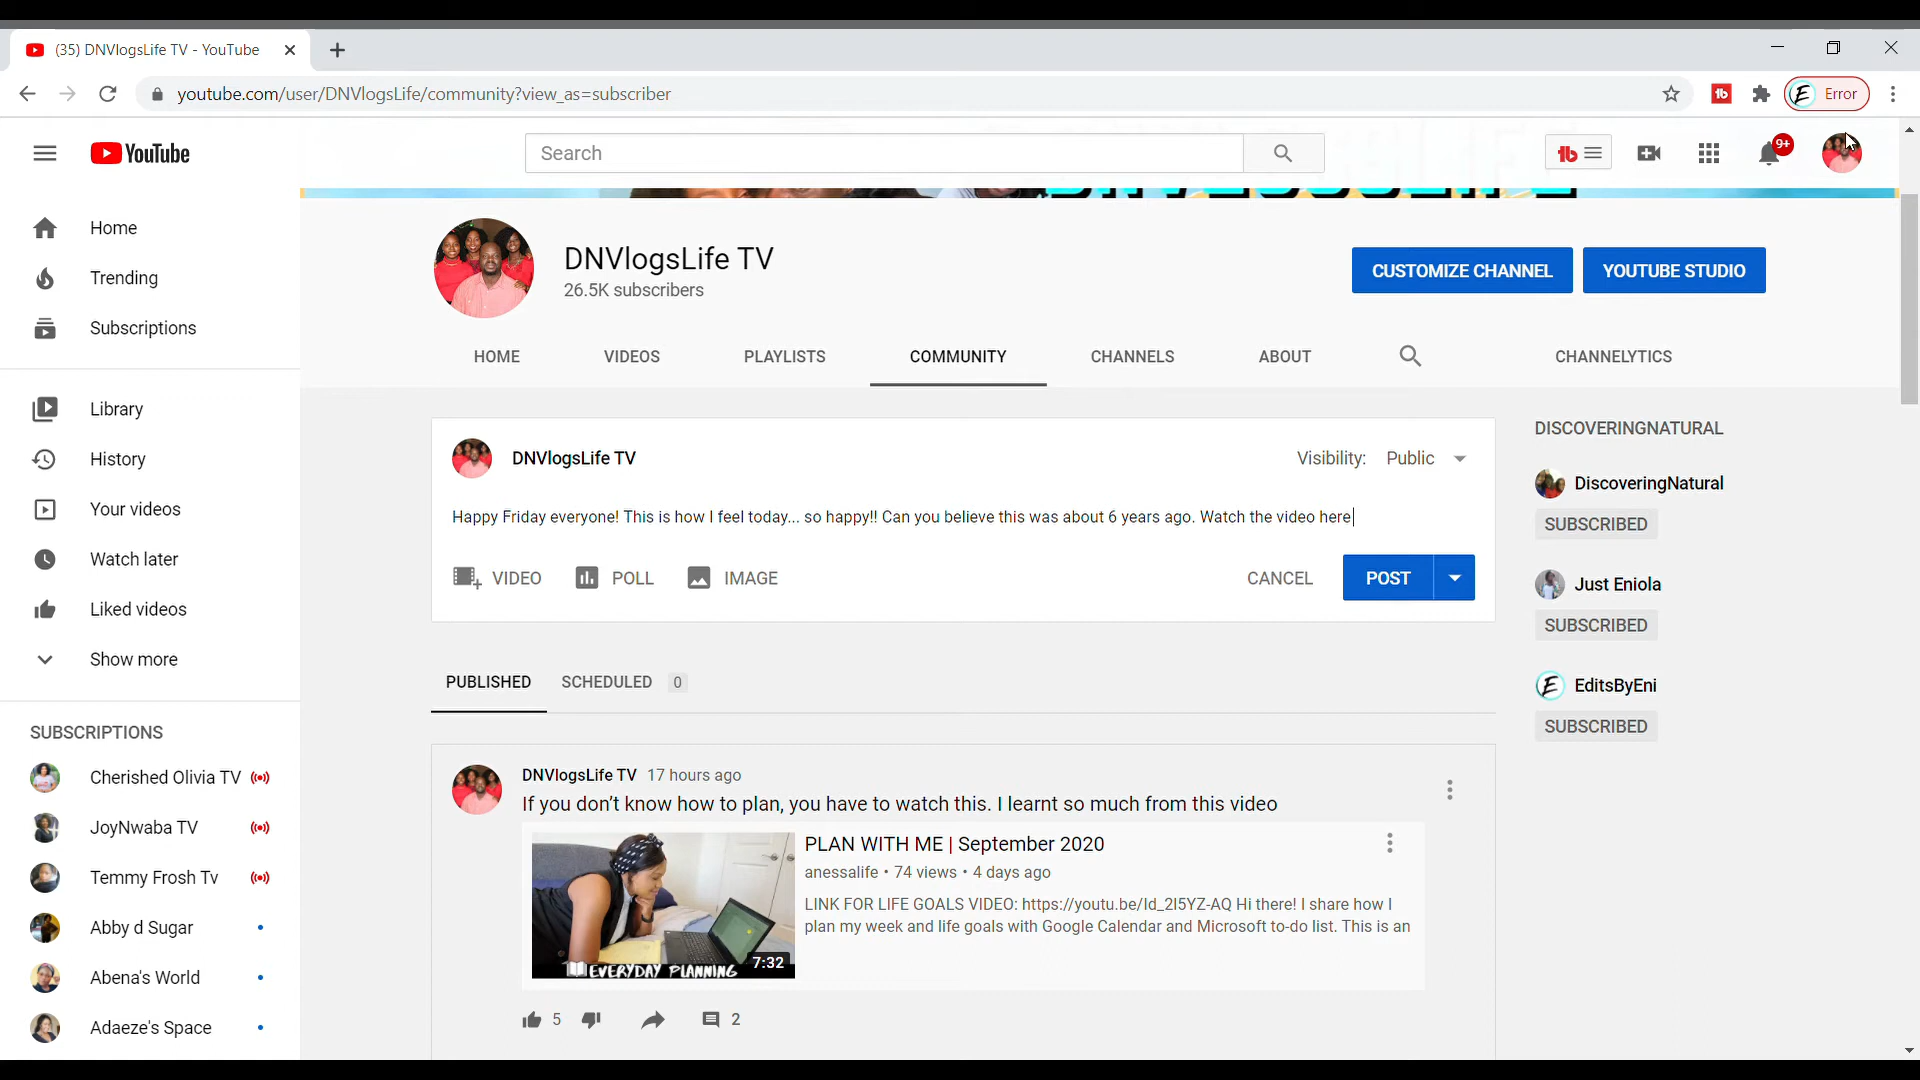 (35) DNVlogsLife TV - YouTube
youtube.com/user/DNVlogsLife/community?view_as=subscriber
Error
YouTube
Search
9+
Home
Trending
Subscriptions
Library
History
Your videos
Watch later
Liked videos
Show more
SUBSCRIPTIONS
Cherished Olivia TV
JoyNwaba TV
Temmy Frosh Tv
Abby d Sugar
Abena's World
Adaeze's Space
DNVlogsLife TV
26.5K subscribers
CUSTOMIZE CHANNEL
YOUTUBE STUDIO
HOME VIDEOS PLAYLISTS COMMUNITY CHANNELS ABOUT CHANNELYTICS
DNVlogsLife TV
Visibility: Public
Happy Friday everyone! This is how I feel today... so happy!! Can you believe this was about 6 years ago. Watch the video here
VIDEO POLL IMAGE CANCEL POST
PUBLISHED SCHEDULED 0
DNVlogsLife TV 17 hours ago
If you don't know how to plan, you have to watch this. I learnt so much from this video
EVERYDAY PLANNING
7:32
PLAN WITH ME | September 2020
anessalife • 74 views • 4 days ago
LINK FOR LIFE GOALS VIDEO: https://youtu.be/Id_2I5YZ-AQ Hi there! I share how I
plan my week and life goals with Google Calendar and Microsoft to-do list. This is an
5 2
DISCOVERINGNATURAL
DiscoveringNatural
SUBSCRIBED
Just Eniola
SUBSCRIBED
EditsByEni
SUBSCRIBED